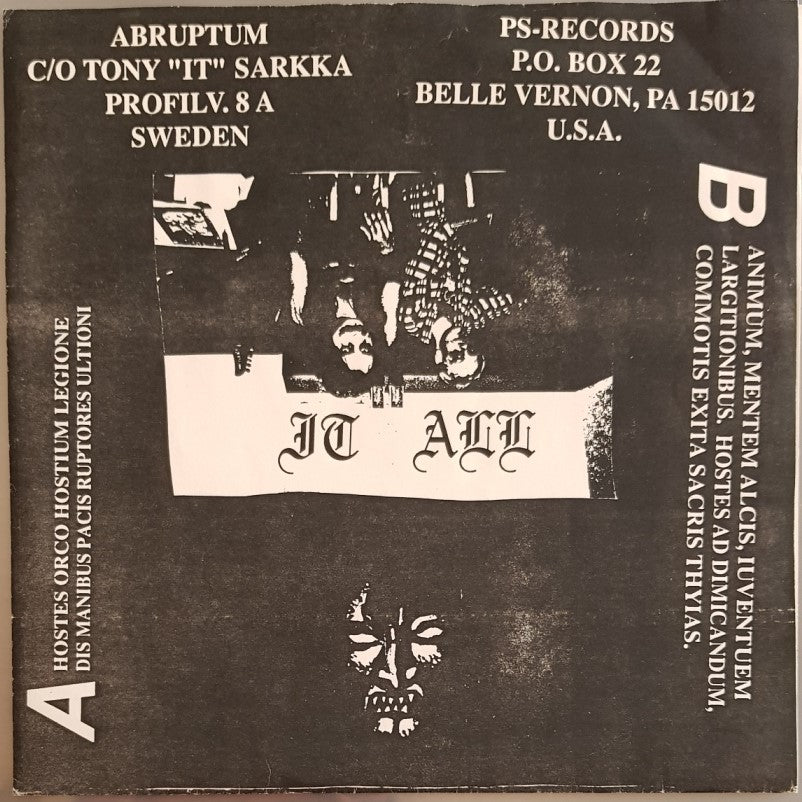 ABRUPTUM
C/O TONY "IT" SARKKA
PROFILV. 8 A
SWEDEN
PS-RECORDS
P.O. BOX 22
BELLE VERNON, PA 15012
U.S.A.
IT ALL
A
HOSTES ORCO HOSTIUM LEGIONE
DIS MANIBUS PACIS RUPTORES ULTIONI
B
ANIMUM, MENTEM ALCIS, IUVENTUEM
LARGITIONIBUS. HOSTES AD DIMICANDUM,
COMMOTIS EXITA SACRIS THYIAS.